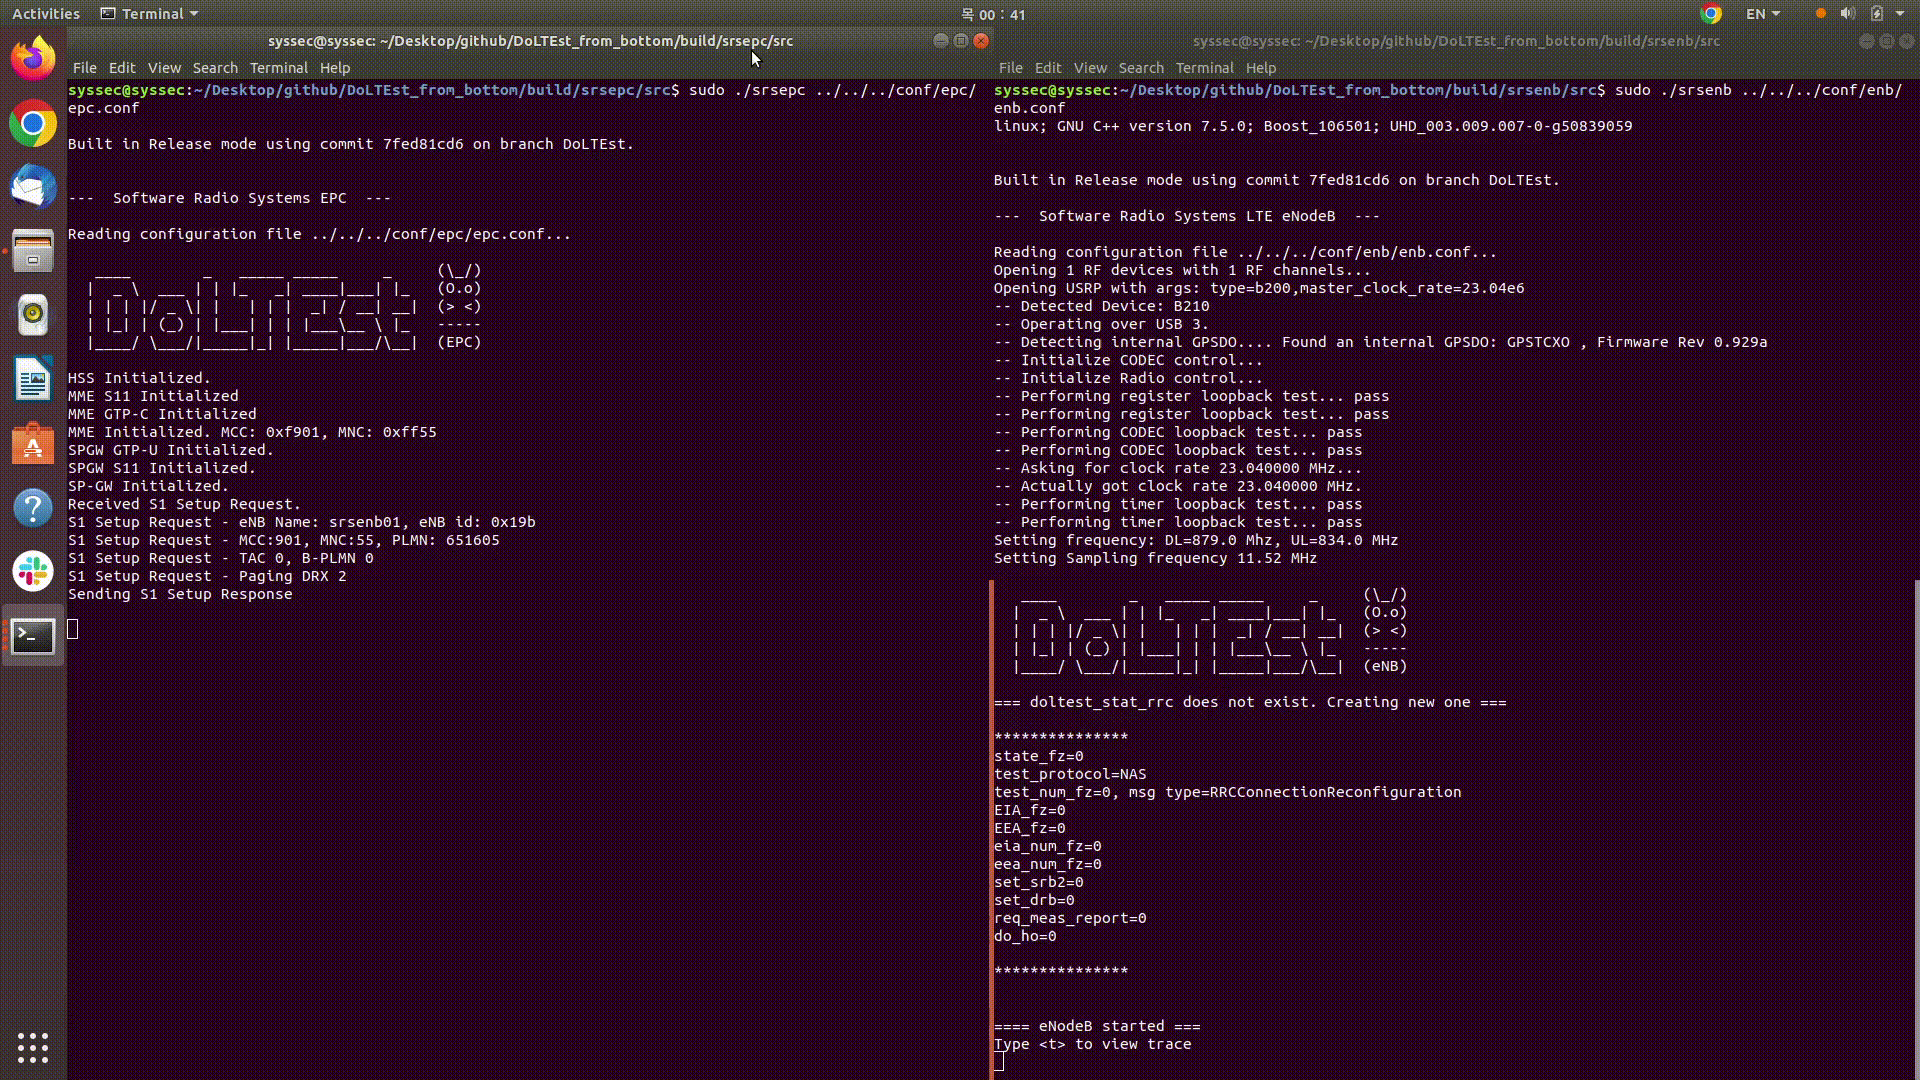 Activities Terminal 목 00 : 41 EN
syssec@syssec: ~/Desktop/github/DoLTEst_from_bottom/build/srsepc/src
File Edit View Search Terminal Help
syssec@syssec:~/Desktop/github/DoLTEst_from_bottom/build/srsepc/src$ sudo ./srsepc ../../../conf/epc/
epc.conf
Built in Release mode using commit 7fed81cd6 on branch DoLTEst.
---  Software Radio Systems EPC  ---
Reading configuration file ../../../conf/epc/epc.conf...
DoLTEst
(\_/)
(O.o)
(> <)
-----
(EPC)
HSS Initialized.
MME S11 Initialized
MME GTP-C Initialized
MME Initialized. MCC: 0xf901, MNC: 0xff55
SPGW GTP-U Initialized.
SPGW S11 Initialized.
SP-GW Initialized.
Received S1 Setup Request.
S1 Setup Request - eNB Name: srsenb01, eNB id: 0x19b
S1 Setup Request - MCC:901, MNC:55, PLMN: 651605
S1 Setup Request - TAC 0, B-PLMN 0
S1 Setup Request - Paging DRX 2
Sending S1 Setup Response
syssec@syssec: ~/Desktop/github/DoLTEst_from_bottom/build/srsenb/src
File Edit View Search Terminal Help
syssec@syssec:~/Desktop/github/DoLTEst_from_bottom/build/srsenb/src$ sudo ./srsenb ../../../conf/enb/
enb.conf
linux; GNU C++ version 7.5.0; Boost_106501; UHD_003.009.007-0-g50839059
Built in Release mode using commit 7fed81cd6 on branch DoLTEst.
---  Software Radio Systems LTE eNodeB  ---
Reading configuration file ../../../conf/enb/enb.conf...
Opening 1 RF devices with 1 RF channels...
Opening USRP with args: type=b200,master_clock_rate=23.04e6
-- Detected Device: B210
-- Operating over USB 3.
-- Detecting internal GPSDO.... Found an internal GPSDO: GPSTCXO , Firmware Rev 0.929a
-- Initialize CODEC control...
-- Initialize Radio control...
-- Performing register loopback test... pass
-- Performing register loopback test... pass
-- Performing CODEC loopback test... pass
-- Performing CODEC loopback test... pass
-- Asking for clock rate 23.040000 MHz...
-- Actually got clock rate 23.040000 MHz.
-- Performing timer loopback test... pass
-- Performing timer loopback test... pass
Setting frequency: DL=879.0 Mhz, UL=834.0 MHz
Setting Sampling frequency 11.52 MHz
DoLTEst
(\_/)
(O.o)
(> <)
-----
(eNB)
=== doltest_stat_rrc does not exist. Creating new one ===
***************
state_fz=0
test_protocol=NAS
test_num_fz=0, msg type=RRCConnectionReconfiguration
EIA_fz=0
EEA_fz=0
eia_num_fz=0
eea_num_fz=0
set_srb2=0
set_drb=0
req_meas_report=0
do_ho=0
***************
==== eNodeB started ===
Type <t> to view trace